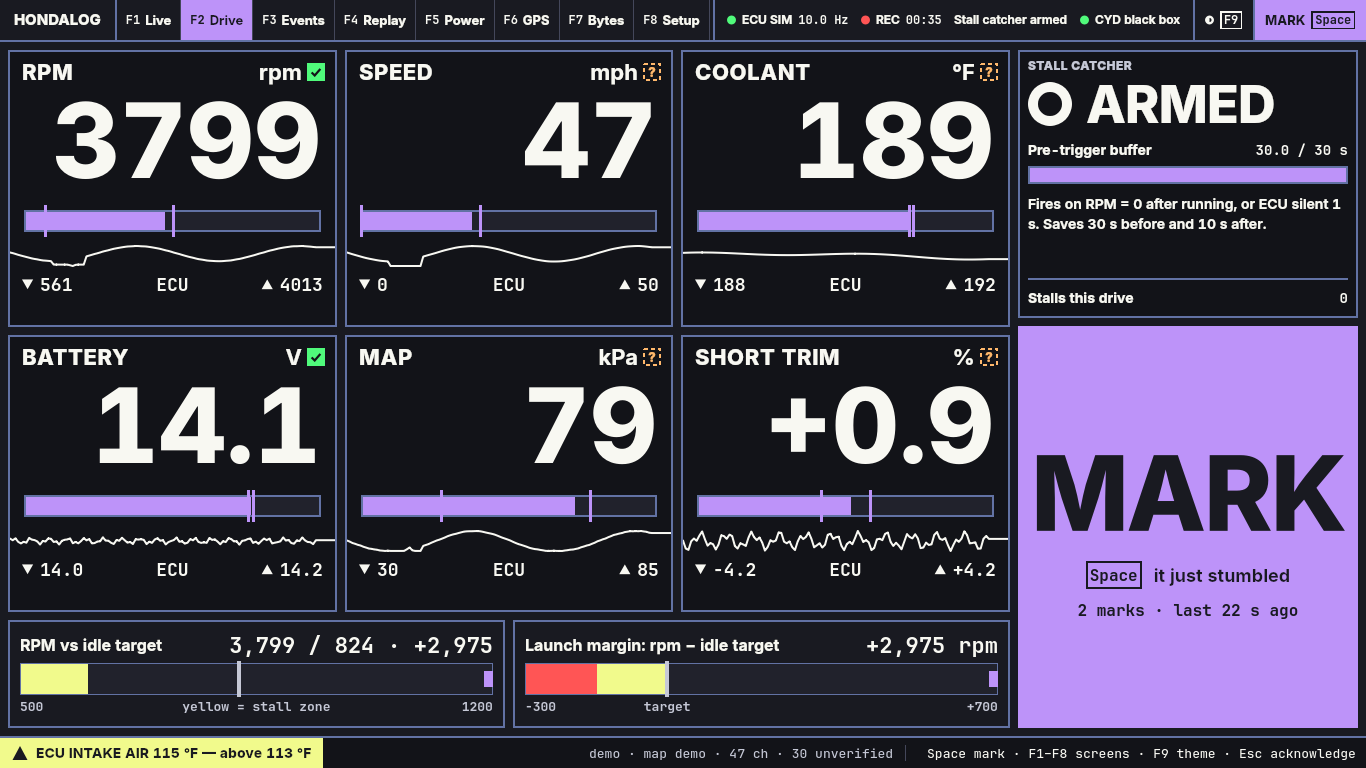 HONDALOG F1 Live F2 Drive F3 Events F4 Replay F5 Power F6 GPS F7 Bytes F8 Setup ECU SIM 10.0 Hz REC 00:35 Stall catcher armed CYD black box F9 MARK Space
RPM rpm
3799
▼ 561 ECU ▲ 4013
SPEED mph ?
47
▼ 0 ECU ▲ 50
COOLANT °F ?
189
▼ 188 ECU ▲ 192
STALL CATCHER
ARMED
Pre-trigger buffer 30.0 / 30 s
Fires on RPM = 0 after running, or ECU silent 1
s. Saves 30 s before and 10 s after.
Stalls this drive 0
BATTERY V
14.1
▼ 14.0 ECU ▲ 14.2
MAP kPa ?
79
▼ 30 ECU ▲ 85
SHORT TRIM % ?
+0.9
▼ -4.2 ECU ▲ +4.2
MARK
Space it just stumbled
2 marks · last 22 s ago
RPM vs idle target 3,799 / 824 · +2,975
500 yellow = stall zone 1200
Launch margin: rpm − idle target +2,975 rpm
-300 target +700
▲ ECU INTAKE AIR 115 °F — above 113 °F
demo · map demo · 47 ch · 30 unverified
Space mark · F1–F8 screens · F9 theme · Esc acknowledge